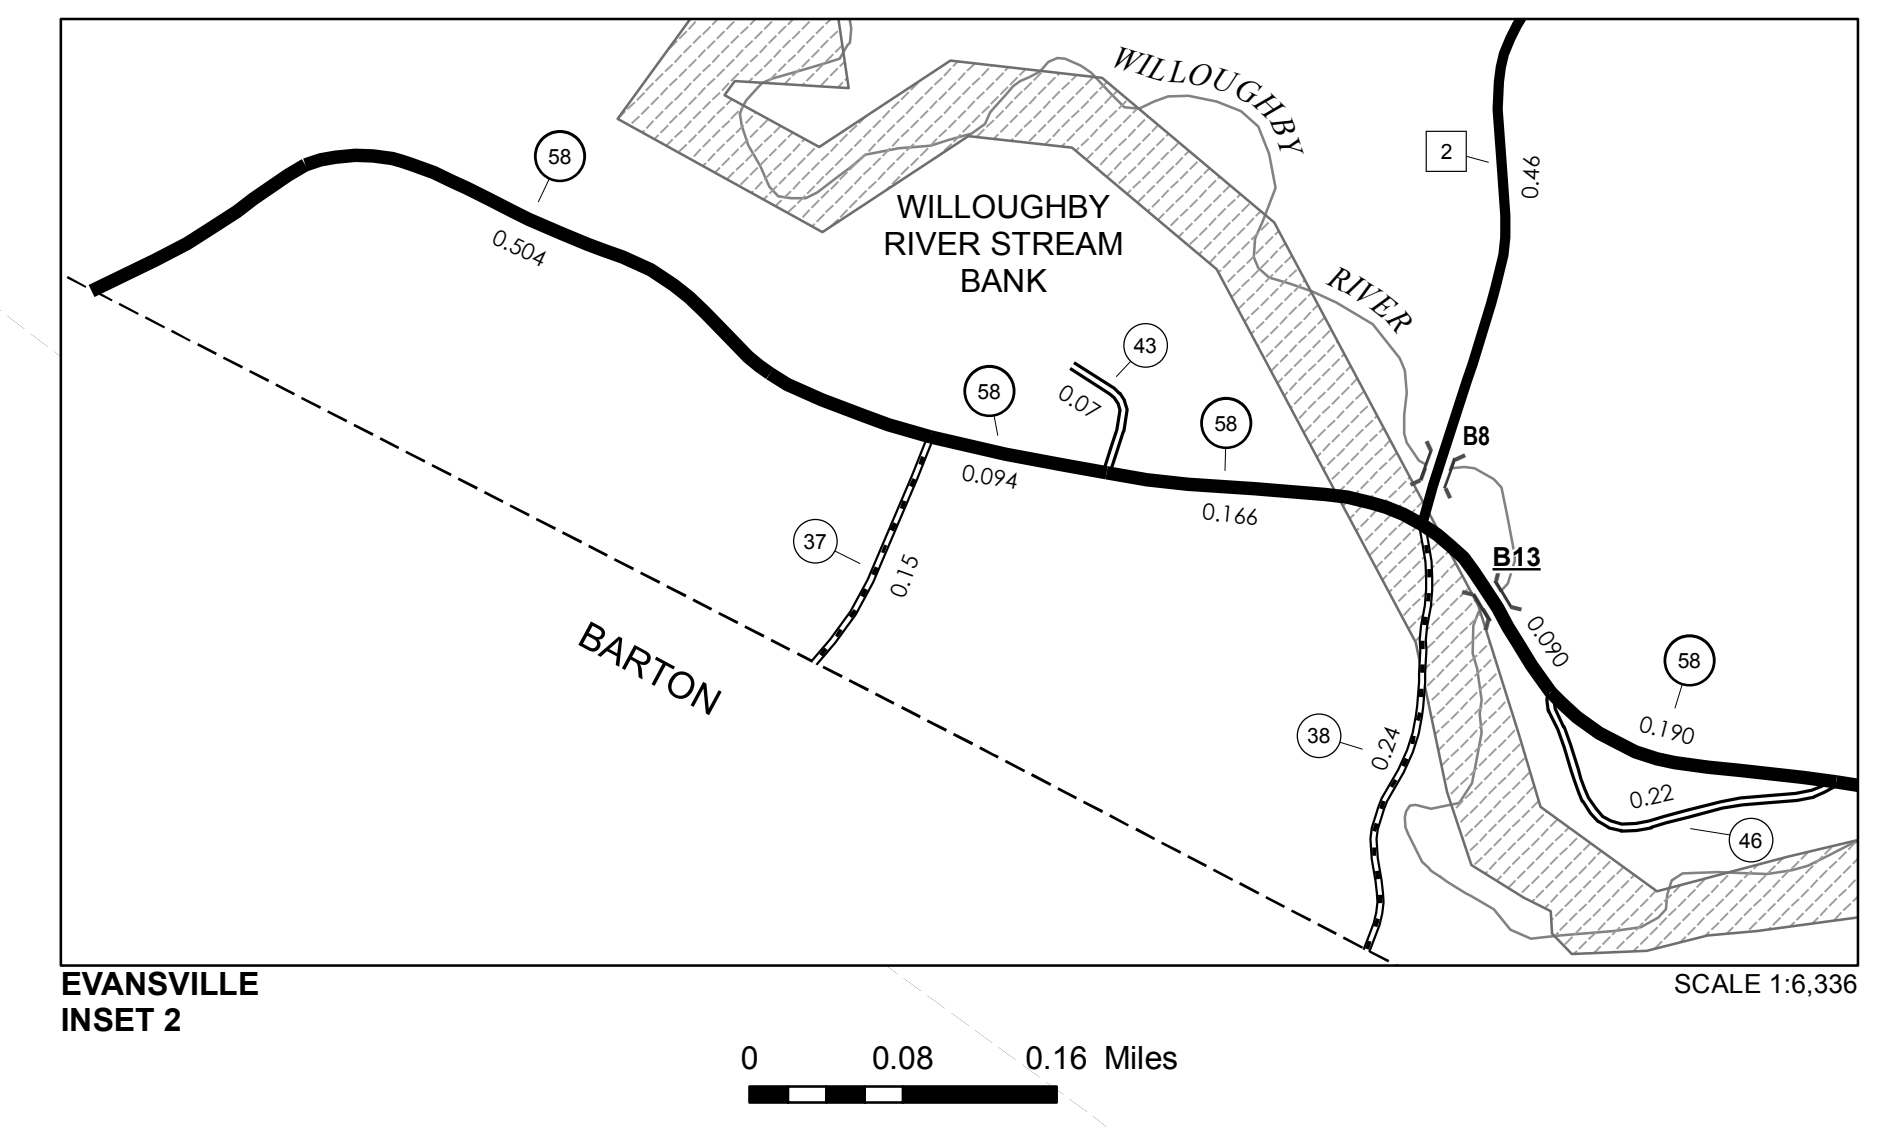 WILLOUGHBY
RIVER
58
2
0.46
0.504
WILLOUGHBY
RIVER STREAM
BANK
43
0.07
58
58
0.094
0.166
B8
37
0.15
B13
0.090
BARTON
58
0.190
38
0.24
0.22
46
EVANSVILLE
INSET 2
SCALE 1:6,336
0 0.08 0.16 Miles